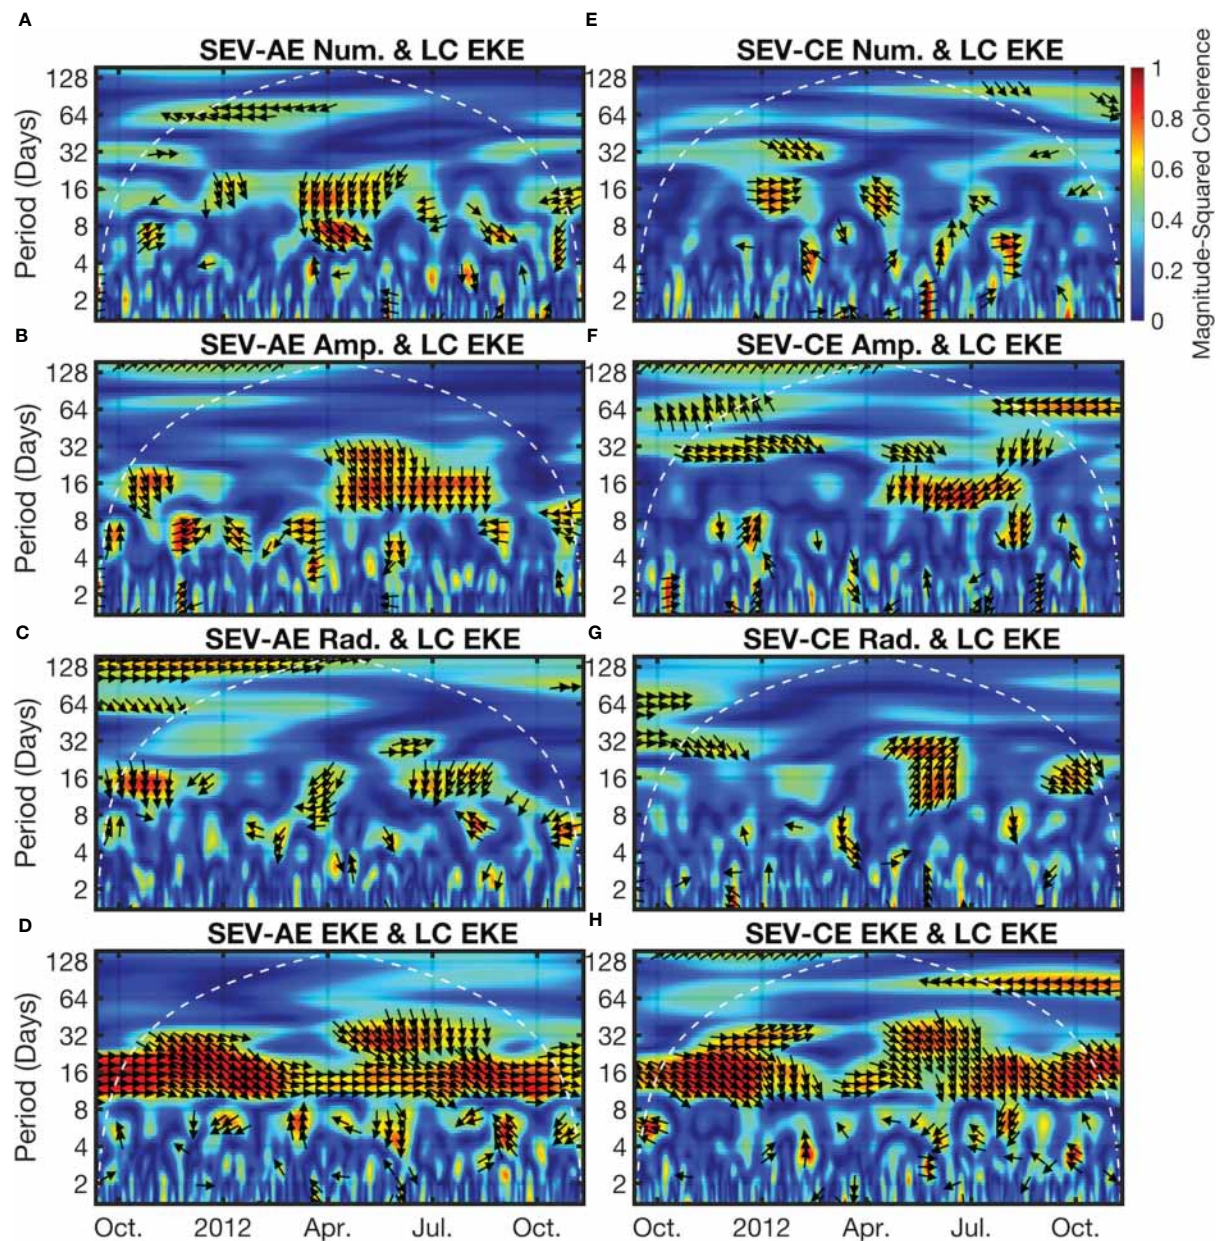 A
SEV-AE Num. & LC EKE
Period (Days)
128
64
32
16
8
4
2
E
SEV-CE Num. & LC EKE
128
64
32
16
8
4
2
1
0.8
0.6
0.4
0.2
0
Magnitude-Squared Coherence
B
SEV-AE Amp. & LC EKE
Period (Days)
128
64
32
16
8
4
2
F
SEV-CE Amp. & LC EKE
128
64
32
16
8
4
2
C
SEV-AE Rad. & LC EKE
Period (Days)
128
64
32
16
8
4
2
G
SEV-CE Rad. & LC EKE
128
64
32
16
8
4
2
D
SEV-AE EKE & LC EKE
Period (Days)
128
64
32
16
8
4
2
Oct. 2012 Apr. Jul. Oct.
H
SEV-CE EKE & LC EKE
128
64
32
16
8
4
2
Oct. 2012 Apr. Jul. Oct.